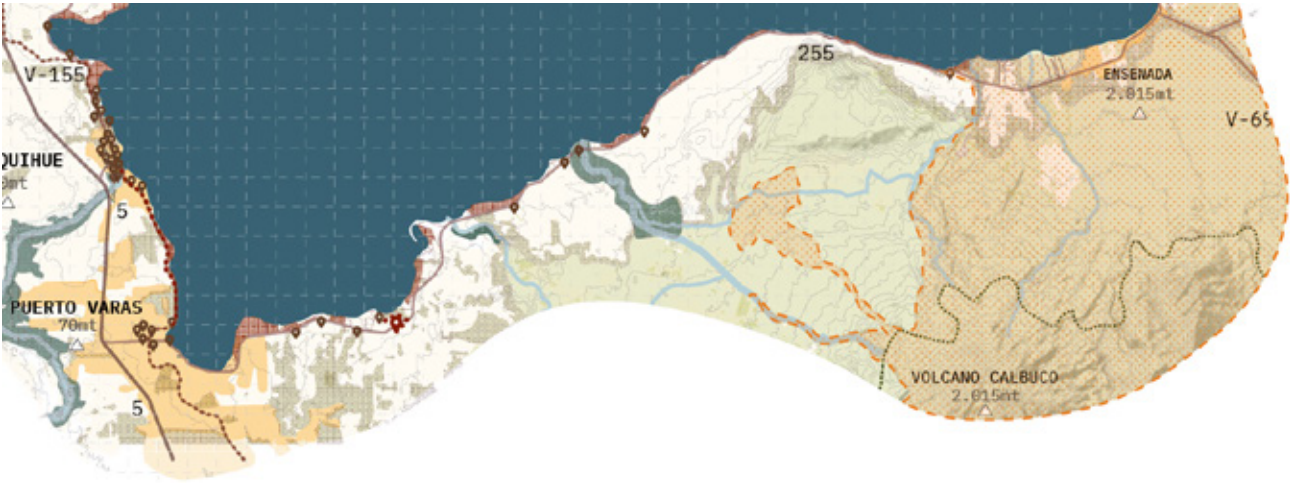 255
V-155
ENSENADA
2.015mt
V-69
QUIHUE
5
PUERTO VARAS
70mt
VOLCANO CALBUCO
2.015mt
5